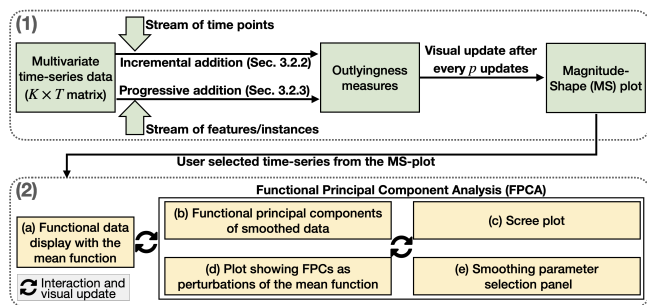 (1)
Stream of time points
Multivariate
time-series data
(K × T matrix)
Incremental addition (Sec. 3.2.2)
Progressive addition (Sec. 3.2.3)
Stream of features/instances
Outlyingness
measures
Visual update after
every p updates
Magnitude-
Shape (MS) plot
User selected time-series from the MS-plot
(2)
Functional Principal Component Analysis (FPCA)
(a) Functional data
display with the
mean function
(b) Functional principal components
of smoothed data
(c) Scree plot
(d) Plot showing FPCs as
perturbations of the mean function
(e) Smoothing parameter
selection panel
Interaction and
visual update